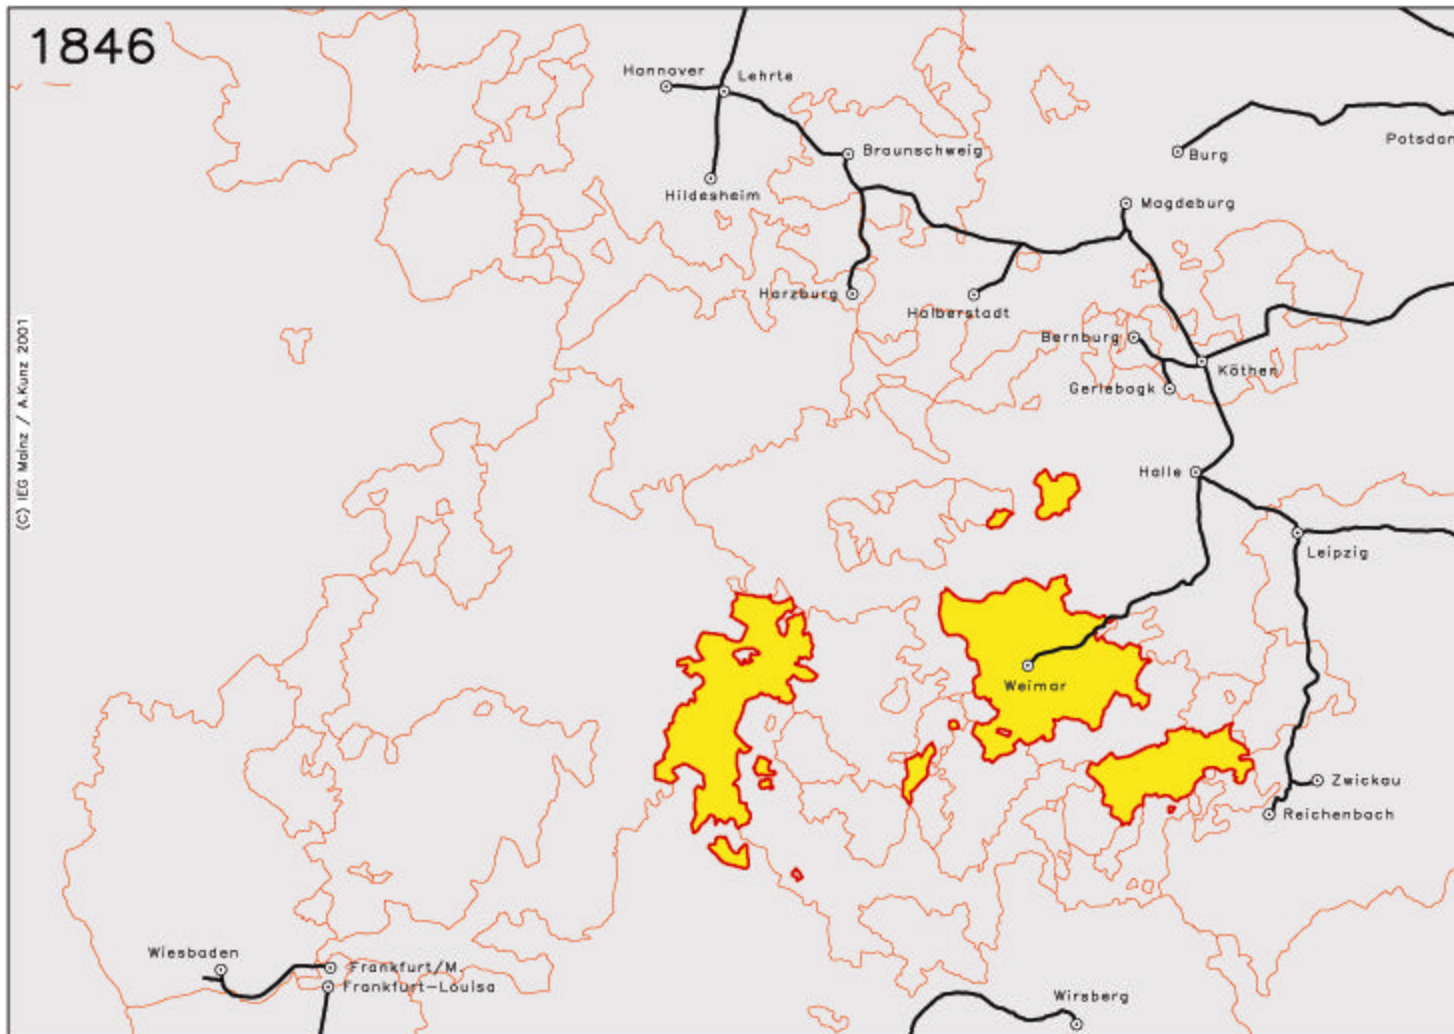 1846
Hannover
Lehrte
Braunschweig
Hildesheim
Burg
Potsdam
Magdeburg
Harzburg
Halberstadt
Bernburg
Köthen
Gerlebogk
Halle
Leipzig
Weimar
Zwickau
Reichenbach
Wiesbaden
Frankfurt/M.
Frankfurt-Louisa
Wirsberg
(C) IEG Mainz / A.Kunz 2001